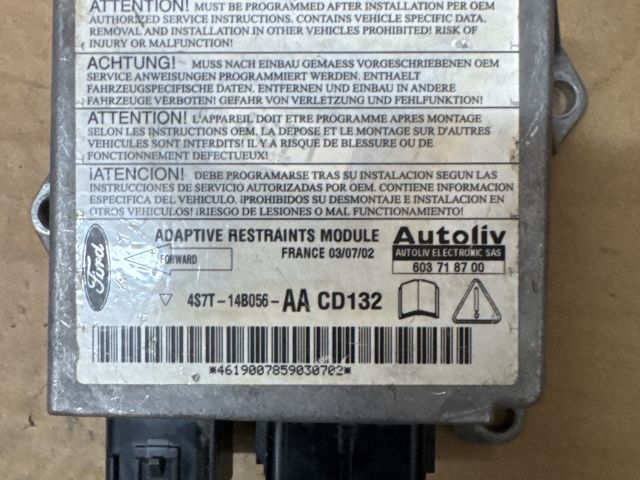 ATTENTION! MUST BE PROGRAMMED AFTER INSTALLATION PER OEM
AUTHORIZED SERVICE INSTRUCTIONS. CONTAINS VEHICLE SPECIFIC DATA.
REMOVAL AND INSTALLATION IN OTHER VEHICLES PROHIBITED! RISK OF
INJURY OR MALFUNCTION!
ACHTUNG! MUSS NACH EINBAU GEMAESS VORGESCHRIEBENEN OEM
SERVICE ANWEISUNGEN PROGRAMMIERT WERDEN. ENTHAELT
FAHRZEUGSPEZIFISCHE DATEN. ENTFERNEN UND EINBAU IN ANDERE
FAHRZEUGE VERBOTEN! GEFAHR VON VERLETZUNG UND FEHLFUNKTION!
ATTENTION! L'APPAREIL DOIT ETRE PROGRAMME APRES MONTAGE
SELON LES INSTRUCTIONS OEM. LA DEPOSE ET LE MONTAGE SUR D'AUTRES
VEHICULES SONT INTERDITS! IL Y A RISQUE DE BLESSURE OU DE
FONCTIONNEMENT DEFECTUEUX!
¡ATENCION! DEBE PROGRAMARSE TRAS SU INSTALACION SEGUN LAS
INSTRUCCIONES DE SERVICIO AUTORIZADAS POR OEM. CONTIENE INFORMACION
ESPECIFICA DEL VEHICULO. ¡PROHIBIDOS SU DESMONTAJE E INSTALACION EN
OTROS VEHICULOS! ¡RIESGO DE LESIONES O MAL FUNCTIONAMENTO!
Ford
ADAPTIVE RESTRAINTS MODULE
FORWARD
FRANCE 03/07/02
Autoliv
AUTOLIV ELECTRONIC SAS
603 71 87 00
4S7T-14B056-AA CD132
*4619007859030702*